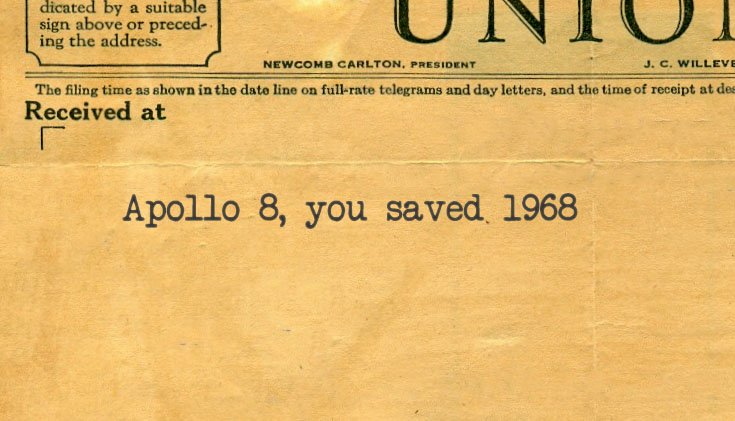 dicated by a suitable
sign above or preced-
ing the address.
UNION
NEWCOMB CARLTON, PRESIDENT
J. C. WILLEVE
The filing time as shown in the date line on full-rate telegrams and day letters, and the time of receipt at des
Received at
Apollo 8, you saved 1968